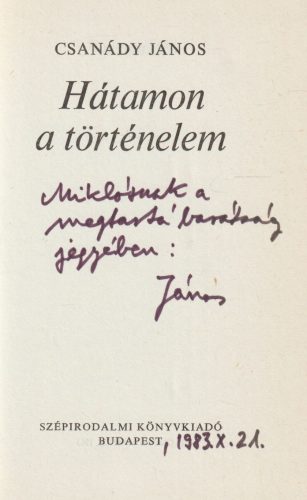 CSANÁDY JÁNOS
Hátamon
a történelem
Miklósnak a
megtartó barátság
jegyében:
János
SZÉPIRODALMI KÖNYVKIADÓ
BUDAPEST, 1983.X.21.